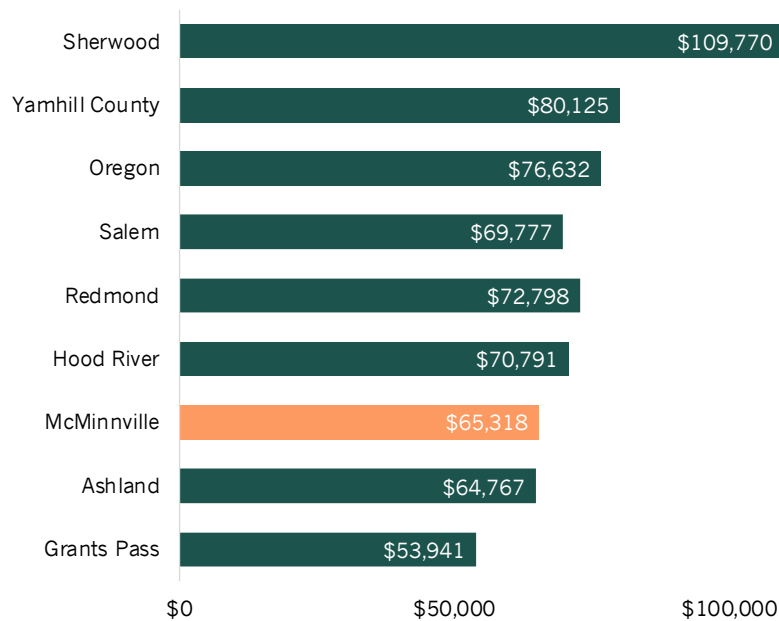 Sherwood $109,770
Yamhill County $80,125
Oregon $76,632
Salem $69,777
Redmond $72,798
Hood River $70,791
McMinnville $65,318
Ashland $64,767
Grants Pass $53,941
$0 $50,000 $100,000